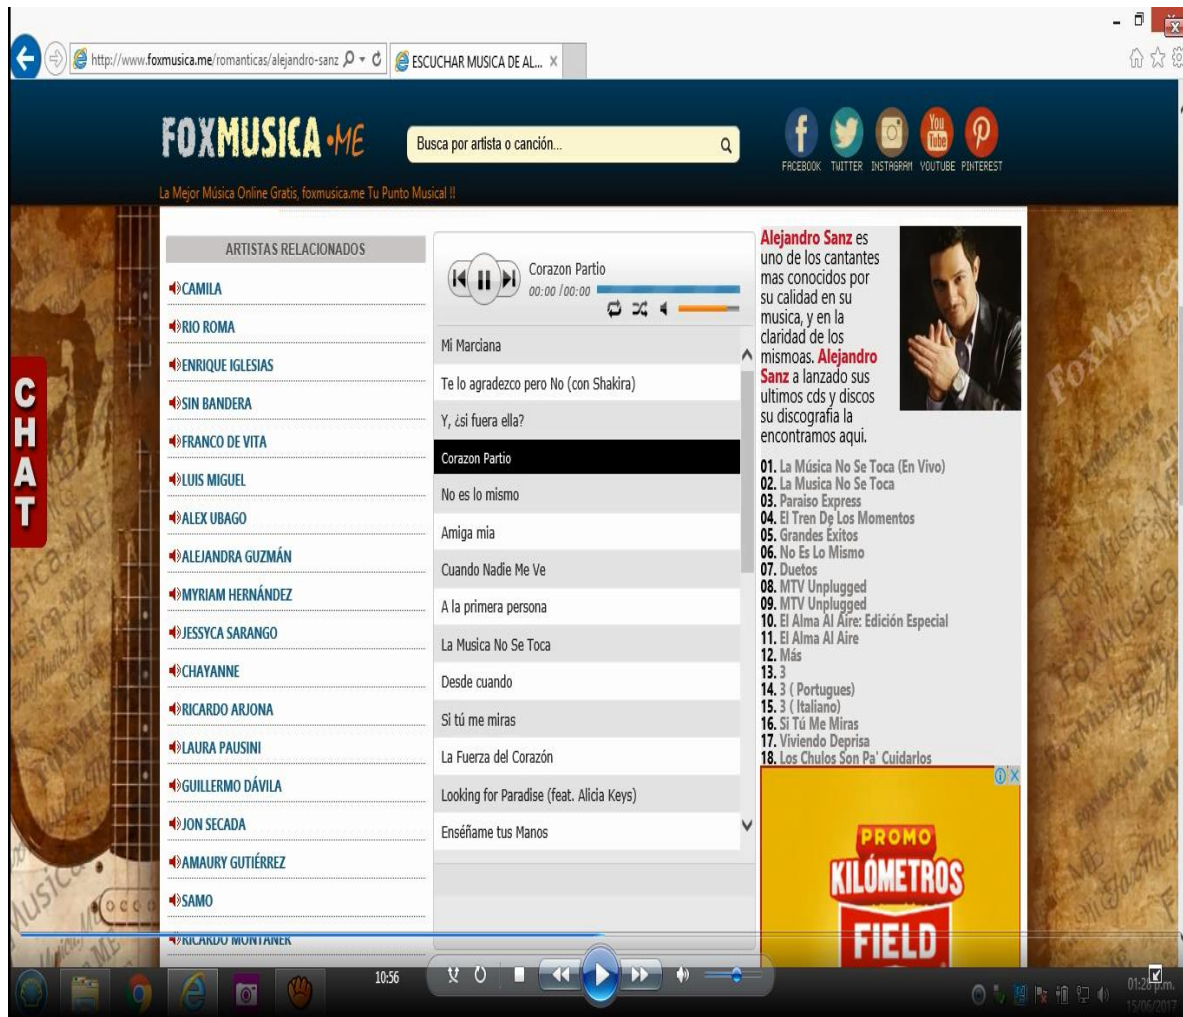 http://www.foxmusica.me/romanticas/alejandro-sanz
ESCUCHAR MUSICA DE AL...
FOXMUSICA.ME
Busca por artista o canción...
FACEBOOK TWITTER INSTAGRAM YOUTUBE PINTEREST
La Mejor Música Online Gratis, foxmusica.me Tu Punto Musical !!
CHAT
ARTISTAS RELACIONADOS
CAMILA
RIO ROMA
ENRIQUE IGLESIAS
SIN BANDERA
FRANCO DE VITA
LUIS MIGUEL
ALEX UBAGO
ALEJANDRA GUZMÁN
MYRIAM HERNÁNDEZ
JESSYCA SARANGO
CHAYANNE
RICARDO ARJONA
LAURA PAUSINI
GUILLERMO DÁVILA
JON SECADA
AMAURY GUTIÉRREZ
SAMO
RICARDO MONTANER
Corazon Partio
00:00 /00:00
Mi Marciana
Te lo agradezco pero No (con Shakira)
Y, ¿si fuera ella?
Corazon Partio
No es lo mismo
Amiga mia
Cuando Nadie Me Ve
A la primera persona
La Musica No Se Toca
Desde cuando
Si tú me miras
La Fuerza del Corazón
Looking for Paradise (feat. Alicia Keys)
Enséñame tus Manos
Alejandro Sanz es
uno de los cantantes
mas conocidos por
su calidad en su
musica, y en la
claridad de los
mismoas. Alejandro
Sanz a lanzado sus
ultimos cds y discos
su discografia la
encontramos aqui.
01. La Música No Se Toca (En Vivo)
02. La Musica No Se Toca
03. Paraiso Express
04. El Tren De Los Momentos
05. Grandes Éxitos
06. No Es Lo Mismo
07. Duetos
08. MTV Unplugged
09. MTV Unplugged
10. El Alma Al Aire: Edición Especial
11. El Alma Al Aire
12. Más
13. 3
14. 3 ( Portugues)
15. 3 ( Italiano)
16. Si Tú Me Miras
17. Viviendo Deprisa
18. Los Chulos Son Pa' Cuidarlos
PROMO
KILÓMETROS
FIELD
10:56
01:28 p.m.
15/06/2017